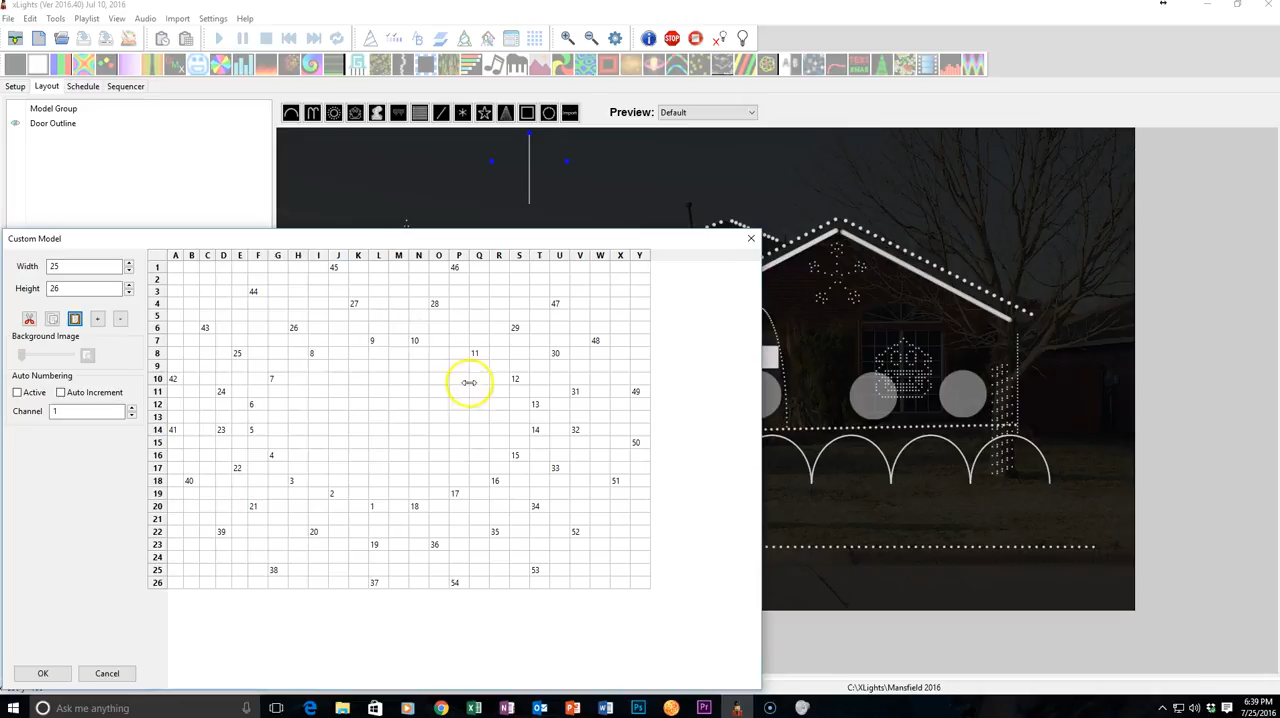 xLights (Ver 2016.40) Jul 10, 2016
File Edit Tools Playlist View Audio Import Settings Help
Setup Layout Schedule Sequencer
Model Group
Door Outline
Preview: Default
Custom Model
Width 25
Height 26
Background Image
Auto Numbering
Active Auto Increment
Channel 1
A B C D E F G H I J K L M N O P Q R S T U V W X Y
1 45 46
2
3 44
4 27 28 47
5
6 43 26 29
7 9 10 48
8 25 8 11 30
9
10 42 7 12
11 24 31 49
12 6 13
13
14 41 23 5 14 32
15 50
16 4 15
17 22 33
18 40 3 16 51
19 2 17
20 21 1 18 34
21
22 39 20 35 52
23 19 36
24
25 38 53
26 37 54
OK Cancel
C:\XLights\Mansfield 2016
Ask me anything
6:39 PM
7/25/2016